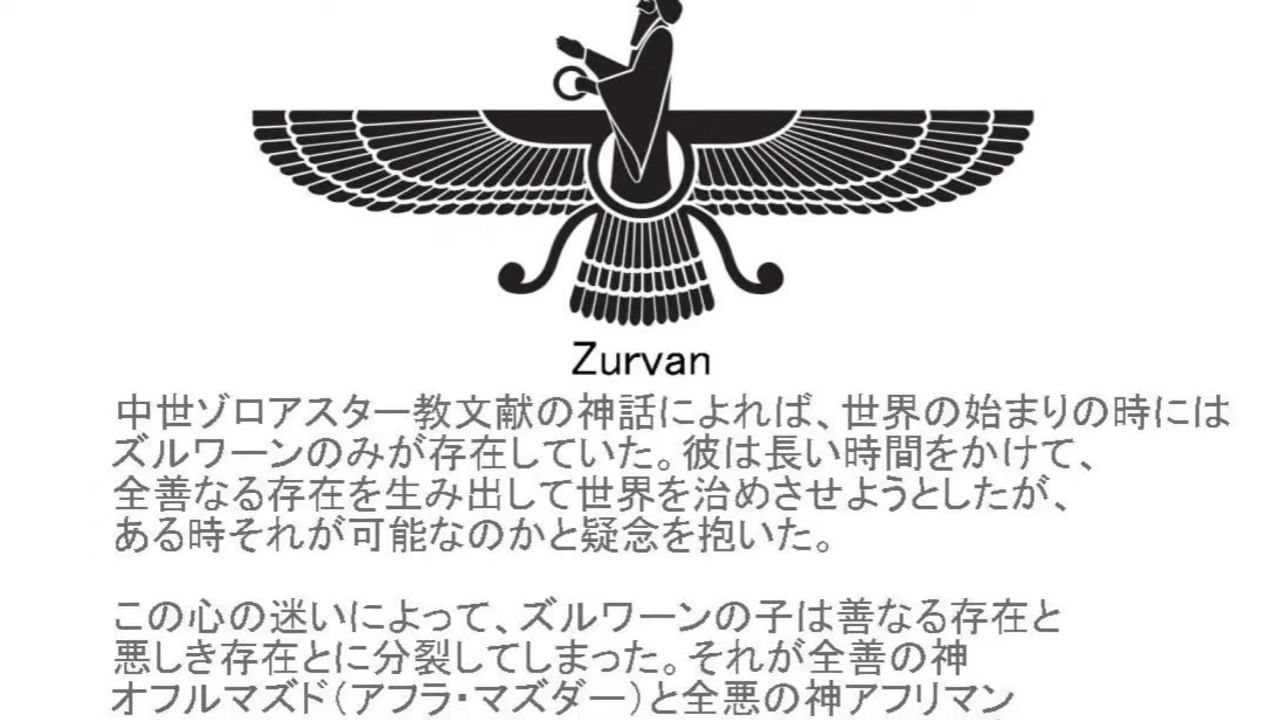 Zurvan
中世ゾロアスター教文献の神話によれば、世界の始まりの時には
ズルワーンのみが存在していた。彼は長い時間をかけて、
全善なる存在を生み出して世界を治めさせようとしたが、
ある時それが可能なのかと疑念を抱いた。
この心の迷いによって、ズルワーンの子は善なる存在と
悪しき存在とに分裂してしまった。それが全善の神
オフルマズド（アフラ・マズダー）と全悪の神アフリマン